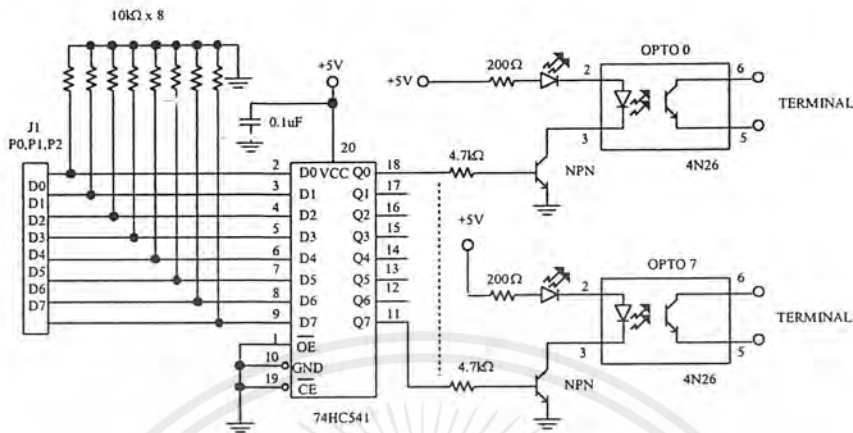 10kΩ x 8
+5V
0.1uF
J1
P0,P1,P2
D0
D1
D2
D3
D4
D5
D6
D7
2
3
4
5
6
7
8
9
1
10
19
20
D0 VCC Q0
D1 Q1
D2 Q2
D3 Q3
D4 Q4
D5 Q5
D6 Q6
D7 Q7
OE
GND
CE
74HC541
18
17
16
15
14
13
12
11
4.7kΩ
NPN
+5V
200Ω
OPTO 0
2
3
6
5
TERMINAL
4N26
+5V
200Ω
OPTO 7
2
3
6
5
TERMINAL
4N26
4.7kΩ
NPN